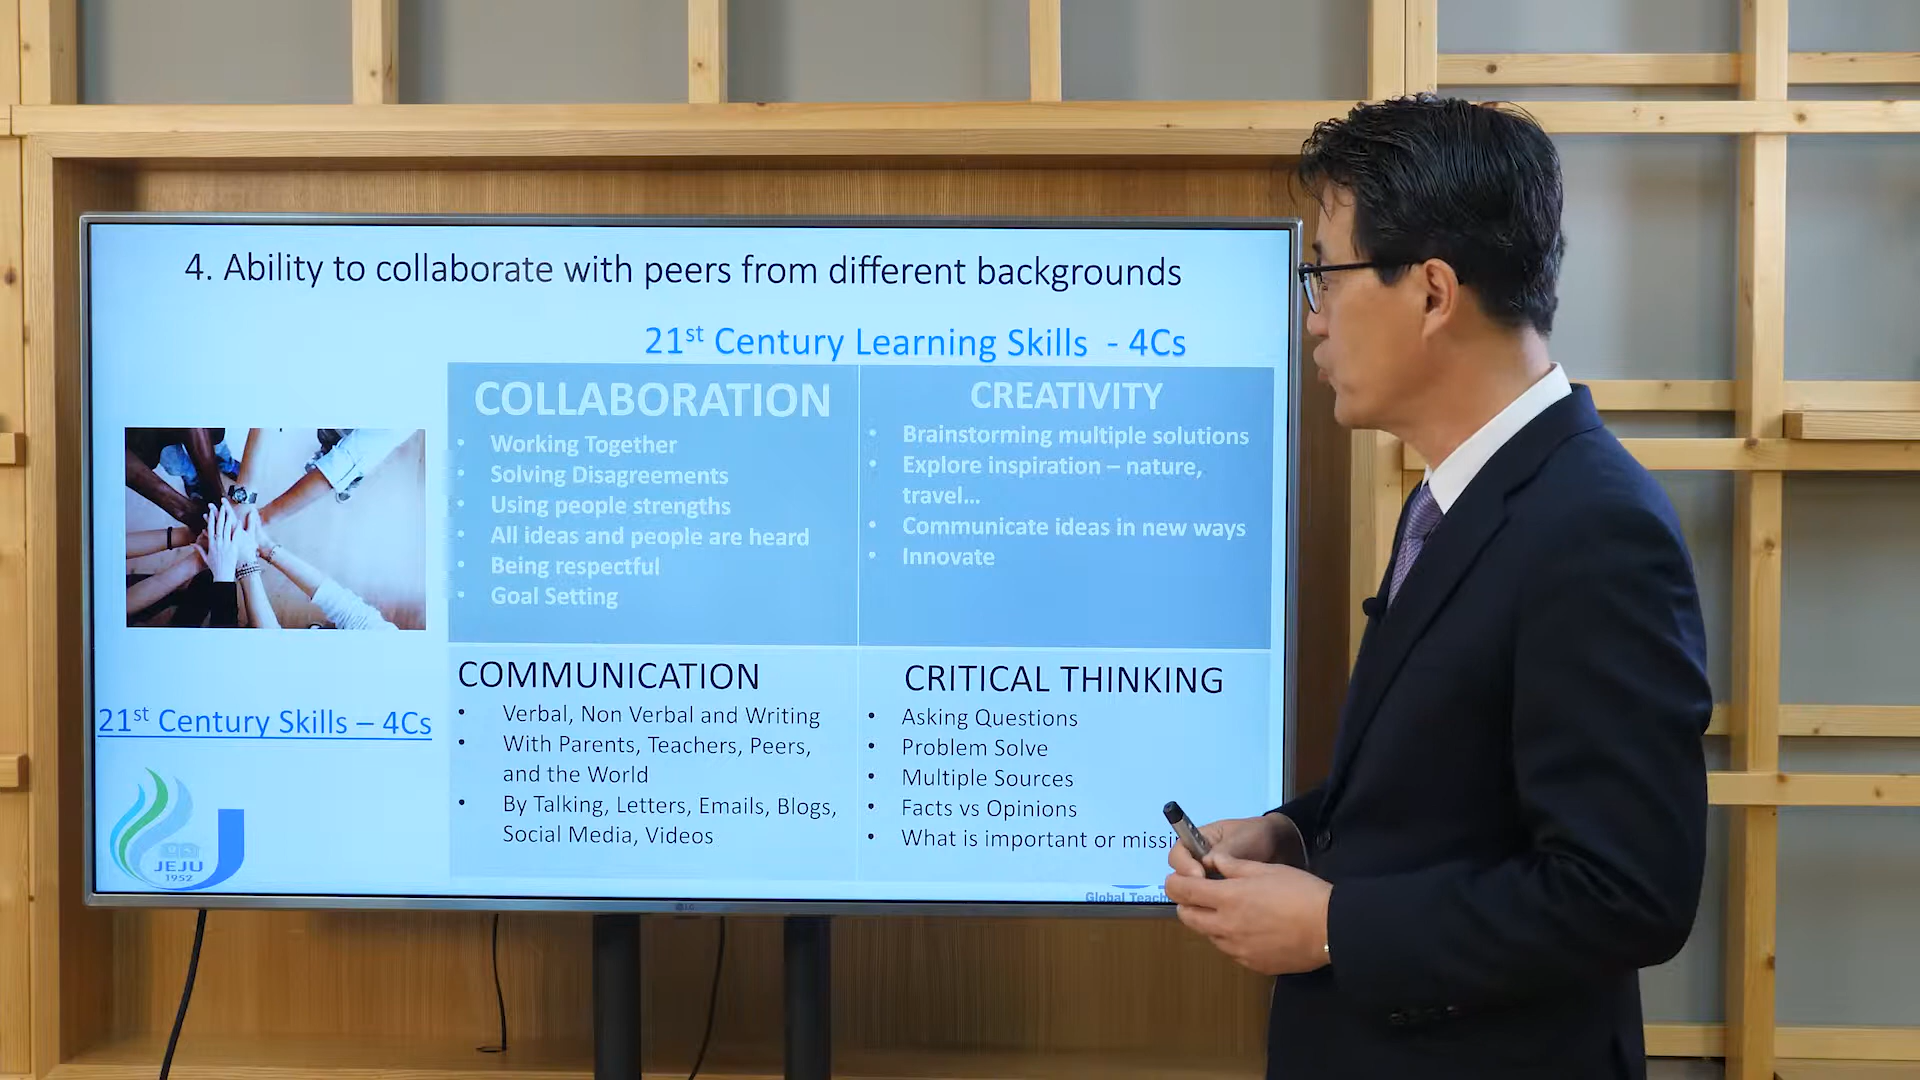 4. Ability to collaborate with peers from different backgrounds
21st Century Learning Skills - 4Cs
COLLABORATION
• Working Together
• Solving Disagreements
• Using people strengths
• All ideas and people are heard
• Being respectful
• Goal Setting
CREATIVITY
• Brainstorming multiple solutions
• Explore inspiration – nature,
travel...
• Communicate ideas in new ways
• Innovate
COMMUNICATION
• Verbal, Non Verbal and Writing
• With Parents, Teachers, Peers,
and the World
• By Talking, Letters, Emails, Blogs,
Social Media, Videos
CRITICAL THINKING
• Asking Questions
• Problem Solve
• Multiple Sources
• Facts vs Opinions
• What is important or
21st Century Skills – 4Cs
JEJU
1952
Global
LG